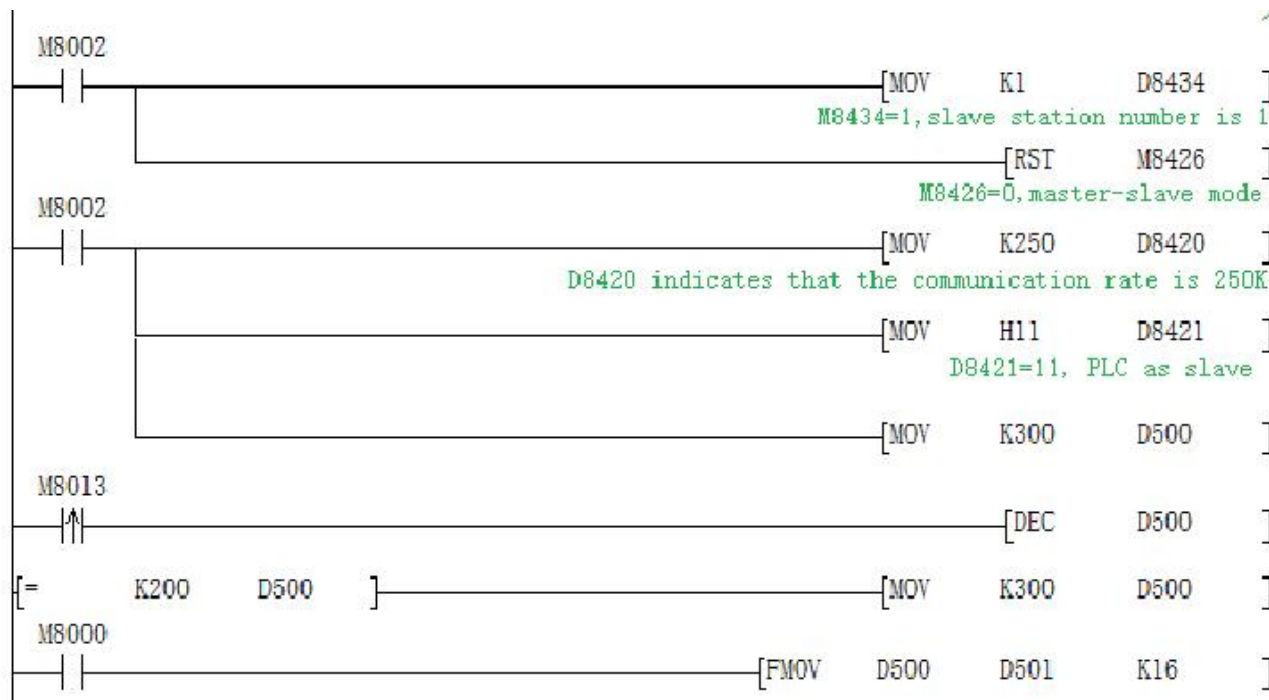 M8002
[MOV K1 D8434 ]
M8434=1,slave station number is 1
[RST M8426 ]
M8426=0,master-slave mode
M8002
[MOV K250 D8420 ]
D8420 indicates that the communication rate is 250K
[MOV H11 D8421 ]
D8421=11, PLC as slave
[MOV K300 D500 ]
M8013
[DEC D500 ]
[= K200 D500 ] [MOV K300 D500 ]
M8000
[FMOV D500 D501 K16 ]